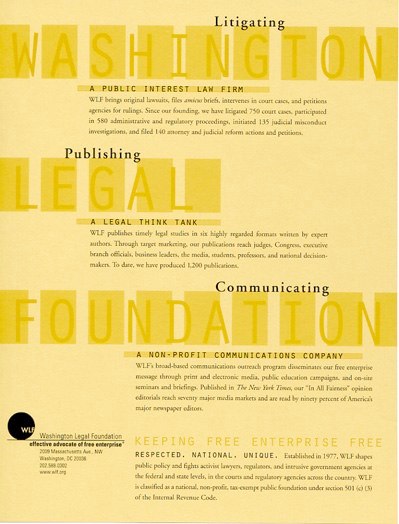 Litigating
WASHINGTON
A PUBLIC INTEREST LAW FIRM
WLF brings original lawsuits, files amicus briefs, intervenes in court cases, and petitions
agencies for rulings. Since our founding, we have litigated 750 court cases, participated
in 580 administrative and regulatory proceedings, initiated 135 judicial misconduct
investigations, and filed 140 attorney and judicial reform actions and petitions.
Publishing
LEGAL
A LEGAL THINK TANK
WLF publishes timely legal studies in six highly regarded formats written by expert
authors. Through target marketing, our publications reach judges, Congress, executive
branch officials, business leaders, the media, students, professors, and national decision-
makers. To date, we have produced 1,200 publications.
Communicating
FOUNDATION
A NON-PROFIT COMMUNICATIONS COMPANY
WLF's broad-based communications outreach program disseminates our free enterprise
message through print and electronic media, public education campaigns, and on-site
seminars and briefings. Published in The New York Times, our "In All Fairness" opinion
editorials reach seventy major media markets and are read by ninety percent of America's
major newspaper editors.
WLF
Washington Legal Foundation
effective advocate of free enterprise
2009 Massachusetts Ave., NW
Washington, DC 20036
202.588.0302
www.wlf.org
KEEPING FREE ENTERPRISE FREE
RESPECTED. NATIONAL. UNIQUE. Established in 1977, WLF shapes
public policy and fights activist lawyers, regulators, and intrusive government agencies at
the federal and state levels, in the courts and regulatory agencies across the country. WLF
is classified as a national, non-profit, tax-exempt public foundation under section 501 (c) (3)
of the Internal Revenue Code.